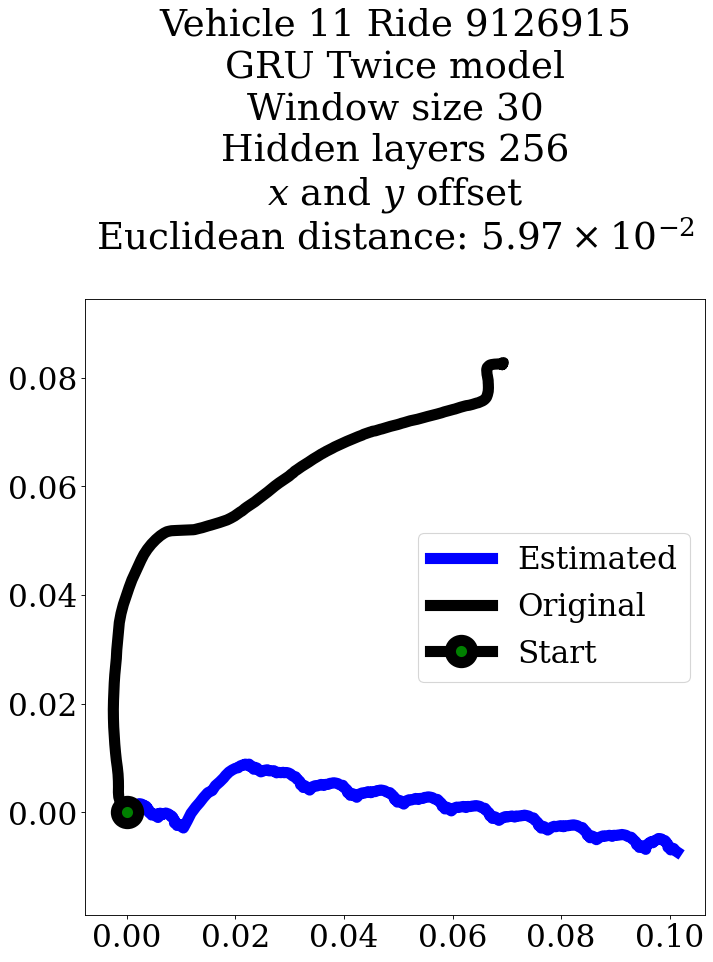 Vehicle 11 Ride 9126915
GRU Twice model
Window size 30
Hidden layers 256
x and y offset
Euclidean distance: 5.97 × 10⁻²
0.08
0.06
0.04
0.02
0.00
Estimated
Original
Start
0.00 0.02 0.04 0.06 0.08 0.10